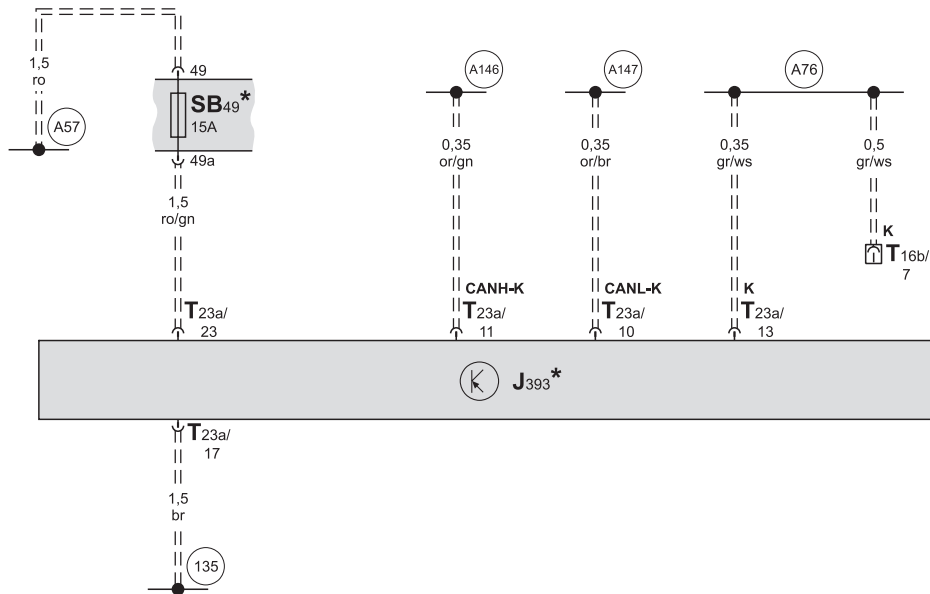 1,5
ro
A57
49
SB49*
15A
49a
1,5
ro/gn
T23a/
23
A146
0,35
or/gn
CANH-K
T23a/
11
A147
0,35
or/br
CANL-K
T23a/
10
A76
0,35
gr/ws
K
T23a/
13
0,5
gr/ws
K
T16b/
7
J393*
T23a/
17
1,5
br
135